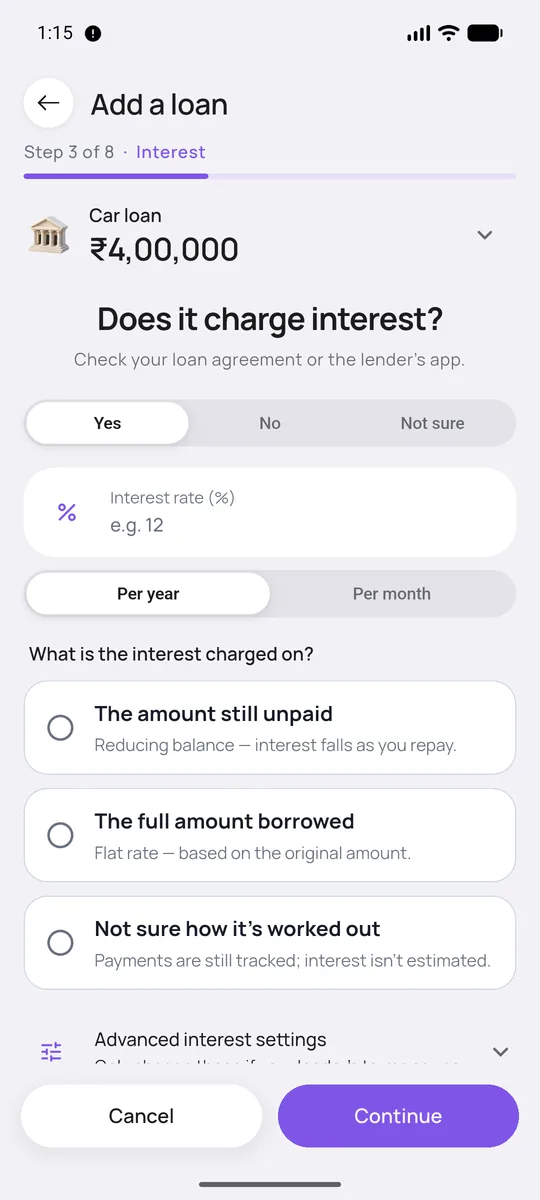 1:15
Add a loan
Step 3 of 8 · Interest
Car loan
₹4,00,000
Does it charge interest?
Check your loan agreement or the lender's app.
Yes No Not sure
Interest rate (%)
% e.g. 12
Per year Per month
What is the interest charged on?
The amount still unpaid
Reducing balance — interest falls as you repay.
The full amount borrowed
Flat rate — based on the original amount.
Not sure how it's worked out
Payments are still tracked; interest isn't estimated.
Advanced interest settings
Cancel Continue